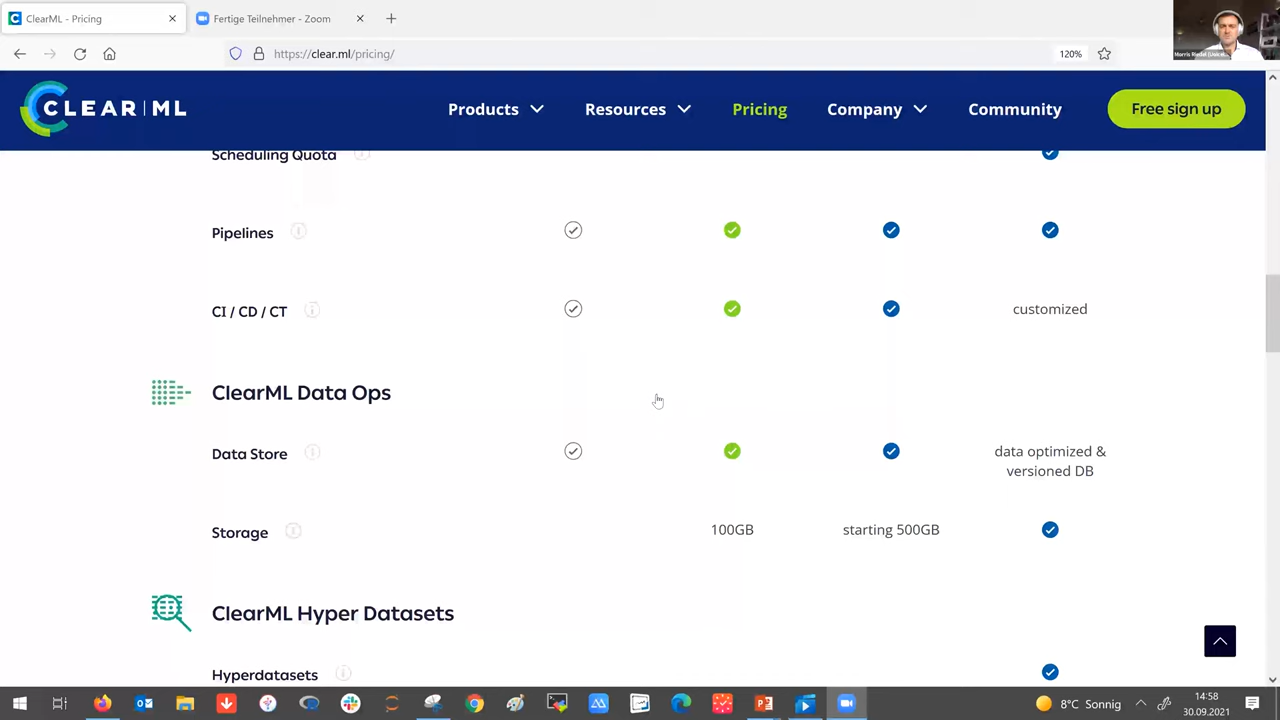 ClearML - Pricing
Fertige Teilnehmer - Zoom
https://clear.ml/pricing/
120%
CLEAR|ML
Products
Resources
Pricing
Company
Community
Free sign up
Scheduling Quota
Pipelines
CI / CD / CT
customized
ClearML Data Ops
Data Store
data optimized &
versioned DB
Storage
100GB
starting 500GB
ClearML Hyper Datasets
Hyperdatasets
8°C Sonnig
14:58
30.09.2021